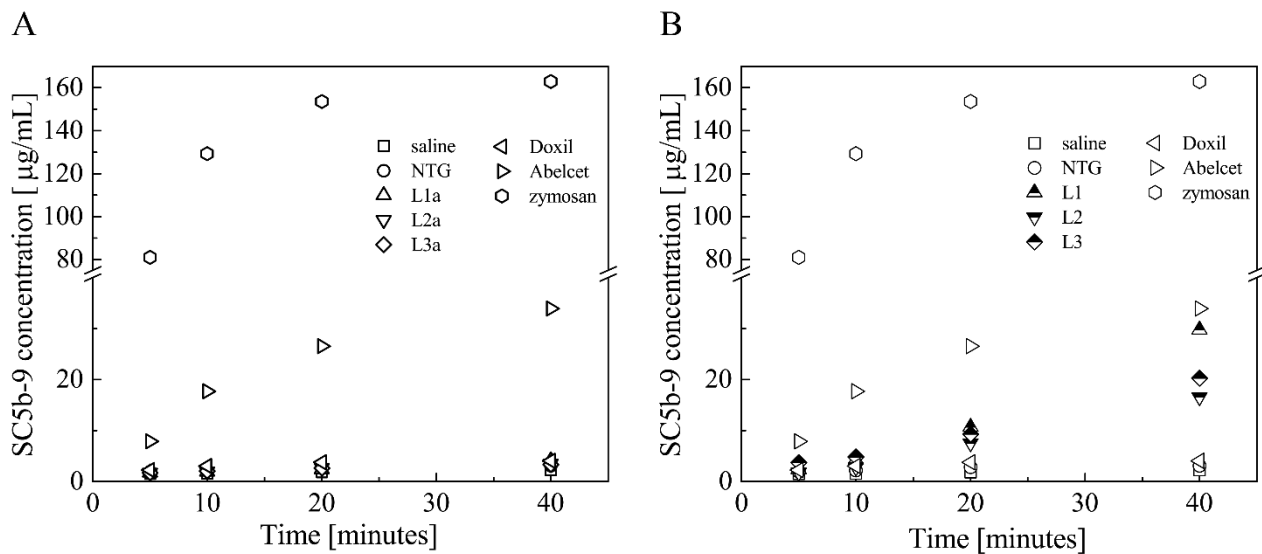 A
SC5b-9 concentration [ µg/mL]
160
140
120
100
80
20
0
0 10 20 30 40
Time [minutes]
saline
NTG
L1a
L2a
L3a
Doxil
Abelcet
zymosan
B
SC5b-9 concentration [ µg/mL]
160
140
130
120
100
80
20
0
0 10 20 30 40
Time [minutes]
saline
NTG
L1
L2
L3
Doxil
Abelcet
zymosan